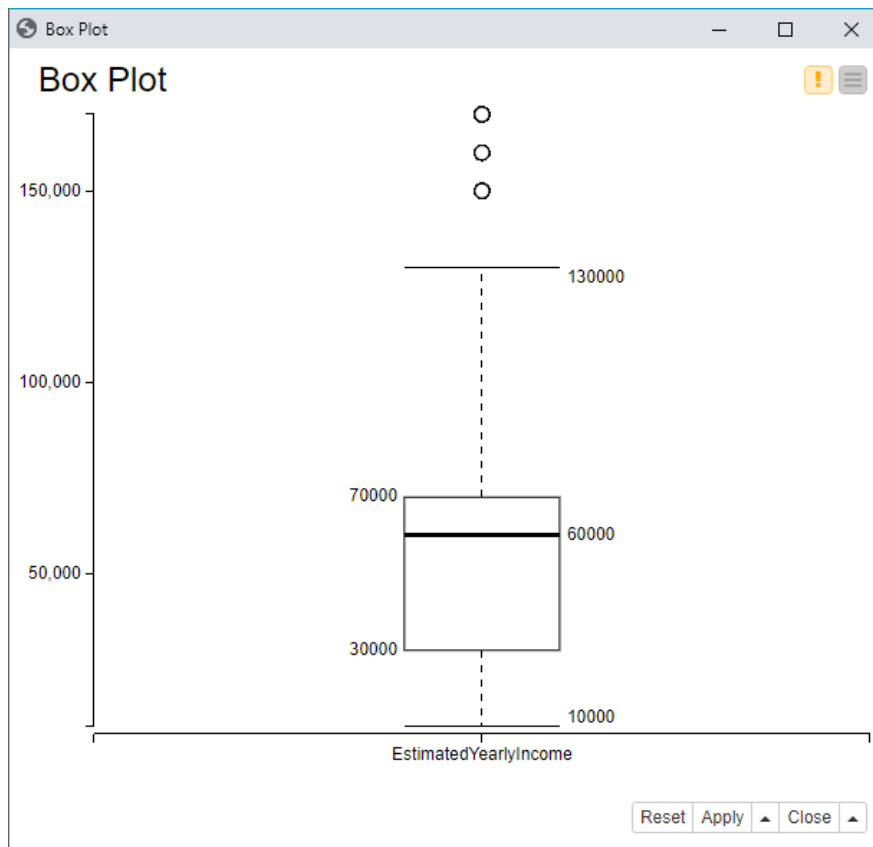 Box Plot
Box Plot
!
150,000
130000
100,000
70000
60000
50,000
30000
10000
EstimatedYearlyIncome
Reset Apply Close